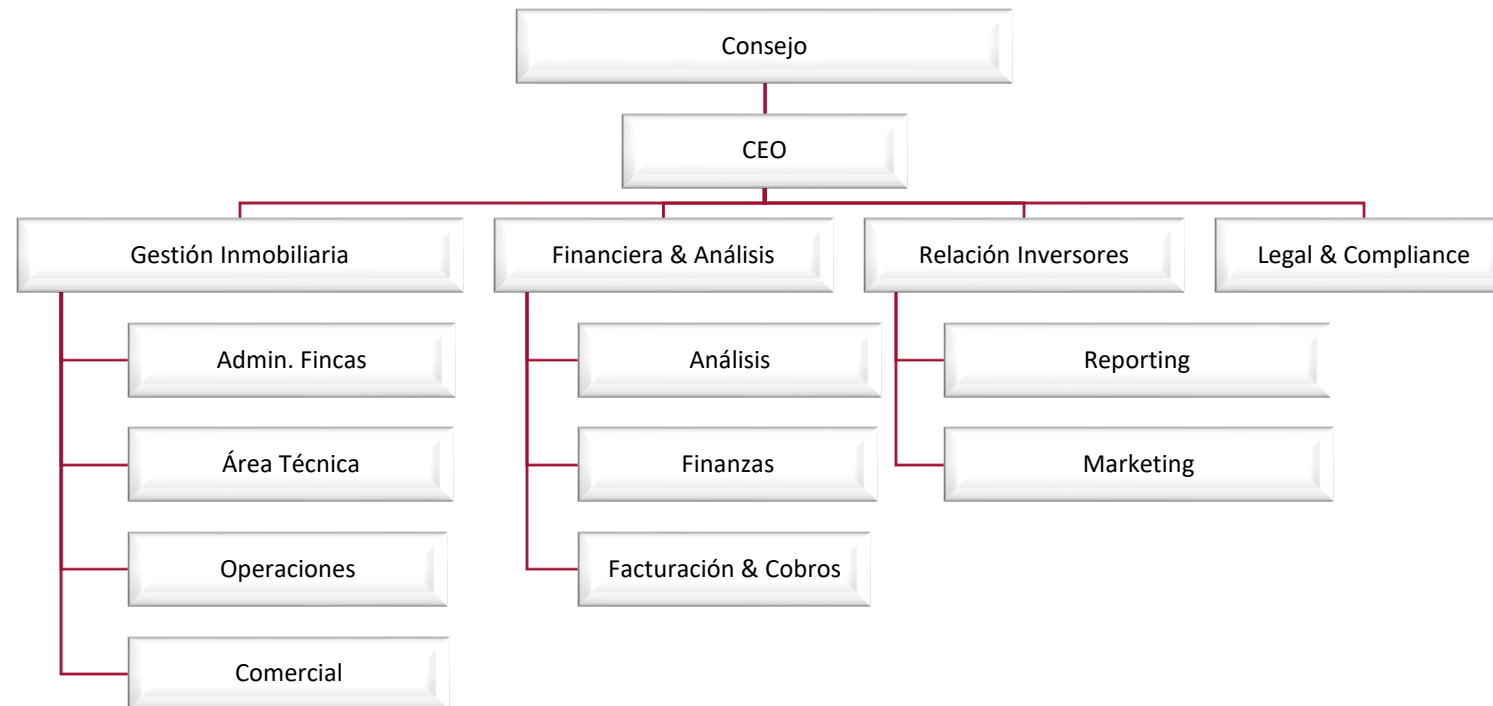 Consejo
CEO
Gestión Inmobiliaria
Financiera & Análisis
Relación Inversores
Legal & Compliance
Admin. Fincas
Análisis
Reporting
Área Técnica
Finanzas
Marketing
Operaciones
Facturación & Cobros
Comercial